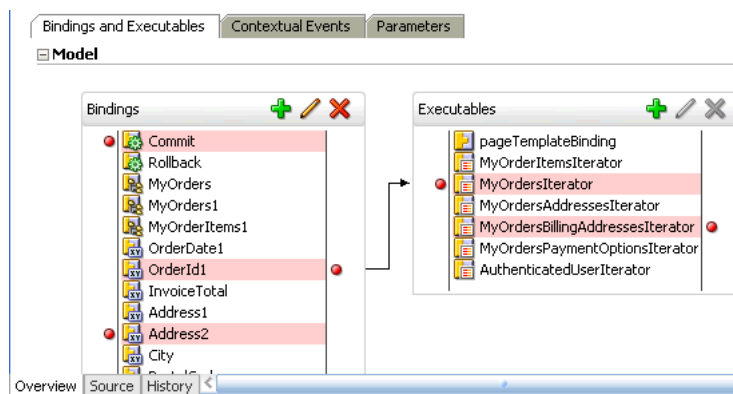 Bindings and Executables Contextual Events Parameters
Model
Bindings
Commit
Rollback
MyOrders
MyOrders1
MyOrderItems1
OrderDate1
OrderId1
InvoiceTotal
Address1
Address2
City
Executables
pageTemplateBinding
MyOrderItemsIterator
MyOrdersIterator
MyOrdersAddressesIterator
MyOrdersBillingAddressesIterator
MyOrdersPaymentOptionsIterator
AuthenticatedUserIterator
Overview Source History